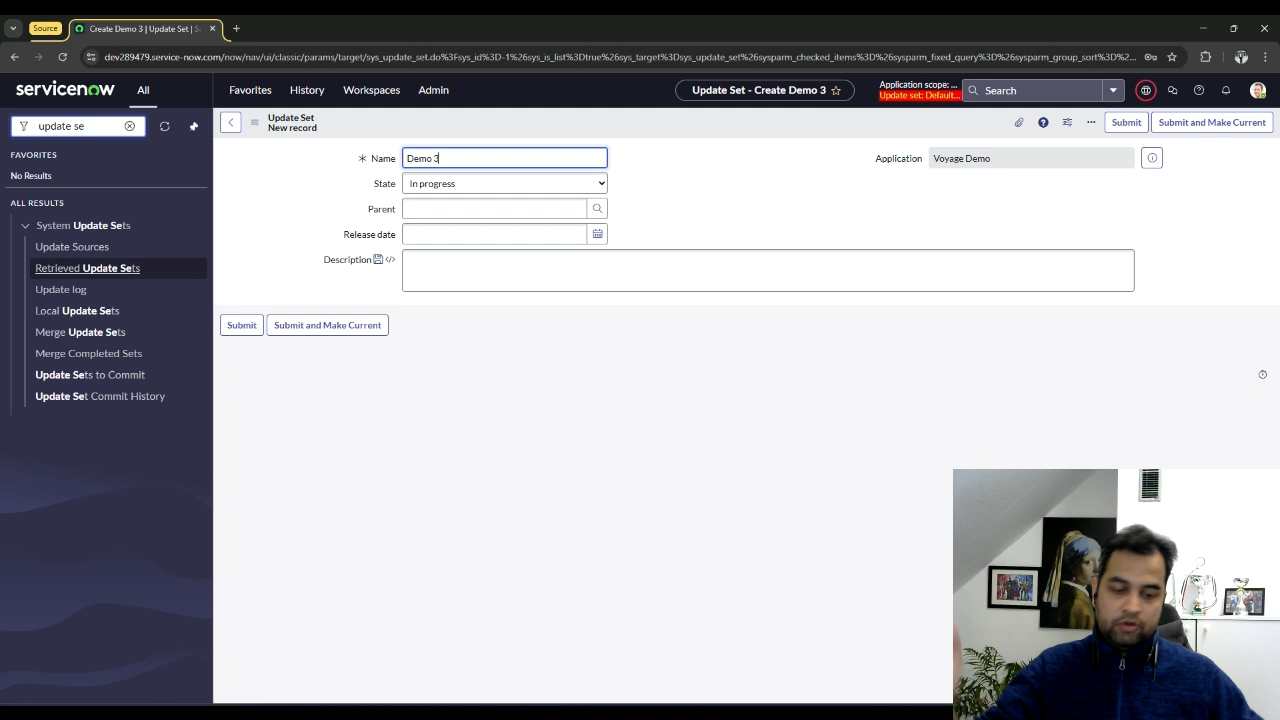 Source
Create Demo 3 | Update Set | S
dev289479.service-now.com/now/nav/ui/classic/params/target/sys_update_set.do%3Fsys_id%3D-1%26sys_is_list%3Dtrue%26sys_target%3Dsys_update_set%26sysparm_checked_items%3D%26sysparm_fixed_query%3D%26sysparm_group_sort%3D%2...
servicenow
All
Favorites
History
Workspaces
Admin
Update Set - Create Demo 3
Application scope: ...
Update set: Default...
Search
update se
Update Set
New record
Submit
Submit and Make Current
FAVORITES
No Results
ALL RESULTS
System Update Sets
Update Sources
Retrieved Update Sets
Update log
Local Update Sets
Merge Update Sets
Merge Completed Sets
Update Sets to Commit
Update Set Commit History
Name
Demo 3
Application
Voyage Demo
State
In progress
Parent
Release date
Description
Submit
Submit and Make Current